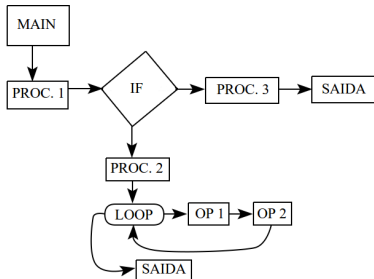 MAIN
PROC. 1
IF
PROC. 3
SAIDA
PROC. 2
LOOP
OP 1
OP 2
SAIDA